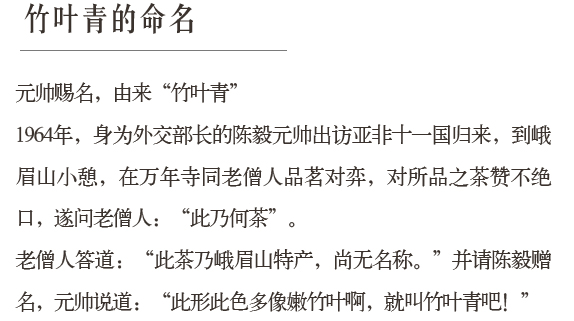 竹叶青的命名
元帅赐名，由来“竹叶青”
1964年，身为外交部长的陈毅元帅出访亚非十一国归来，到峨
眉山小憩，在万年寺同老僧人品茗对弈，对所品之茶赞不绝
口，遂问老僧人：“此乃何茶”。
老僧人答道：“此茶乃峨眉山特产，尚无名称。”并请陈毅赠
名，元帅说道：“此形此色多像嫩竹叶啊，就叫竹叶青吧！”